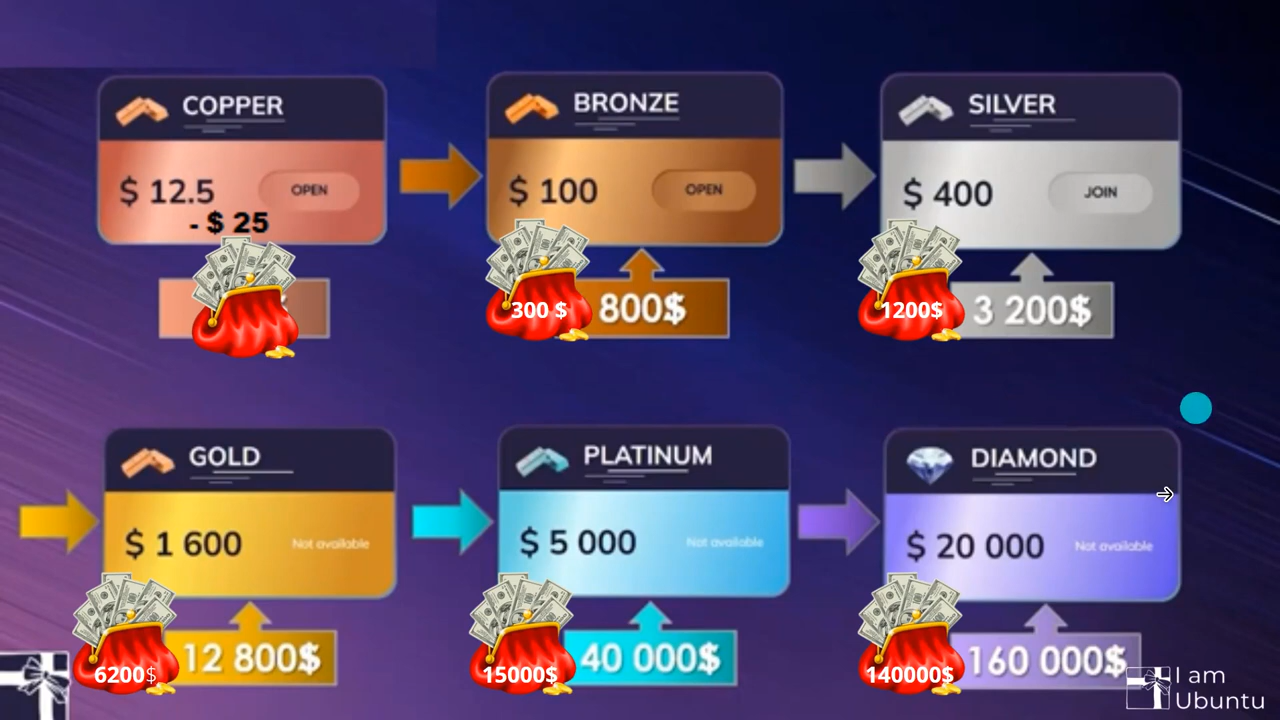 COPPER
$ 12.5
OPEN
- $ 25
BRONZE
$ 100
OPEN
300 $
800$
SILVER
$ 400
JOIN
1200$
3 200$
GOLD
$ 1 600
Not available
6200$
12 800$
PLATINUM
$ 5 000
Not available
15000$
40 000$
DIAMOND
$ 20 000
Not available
140000$
160 000$
I am
Ubuntu